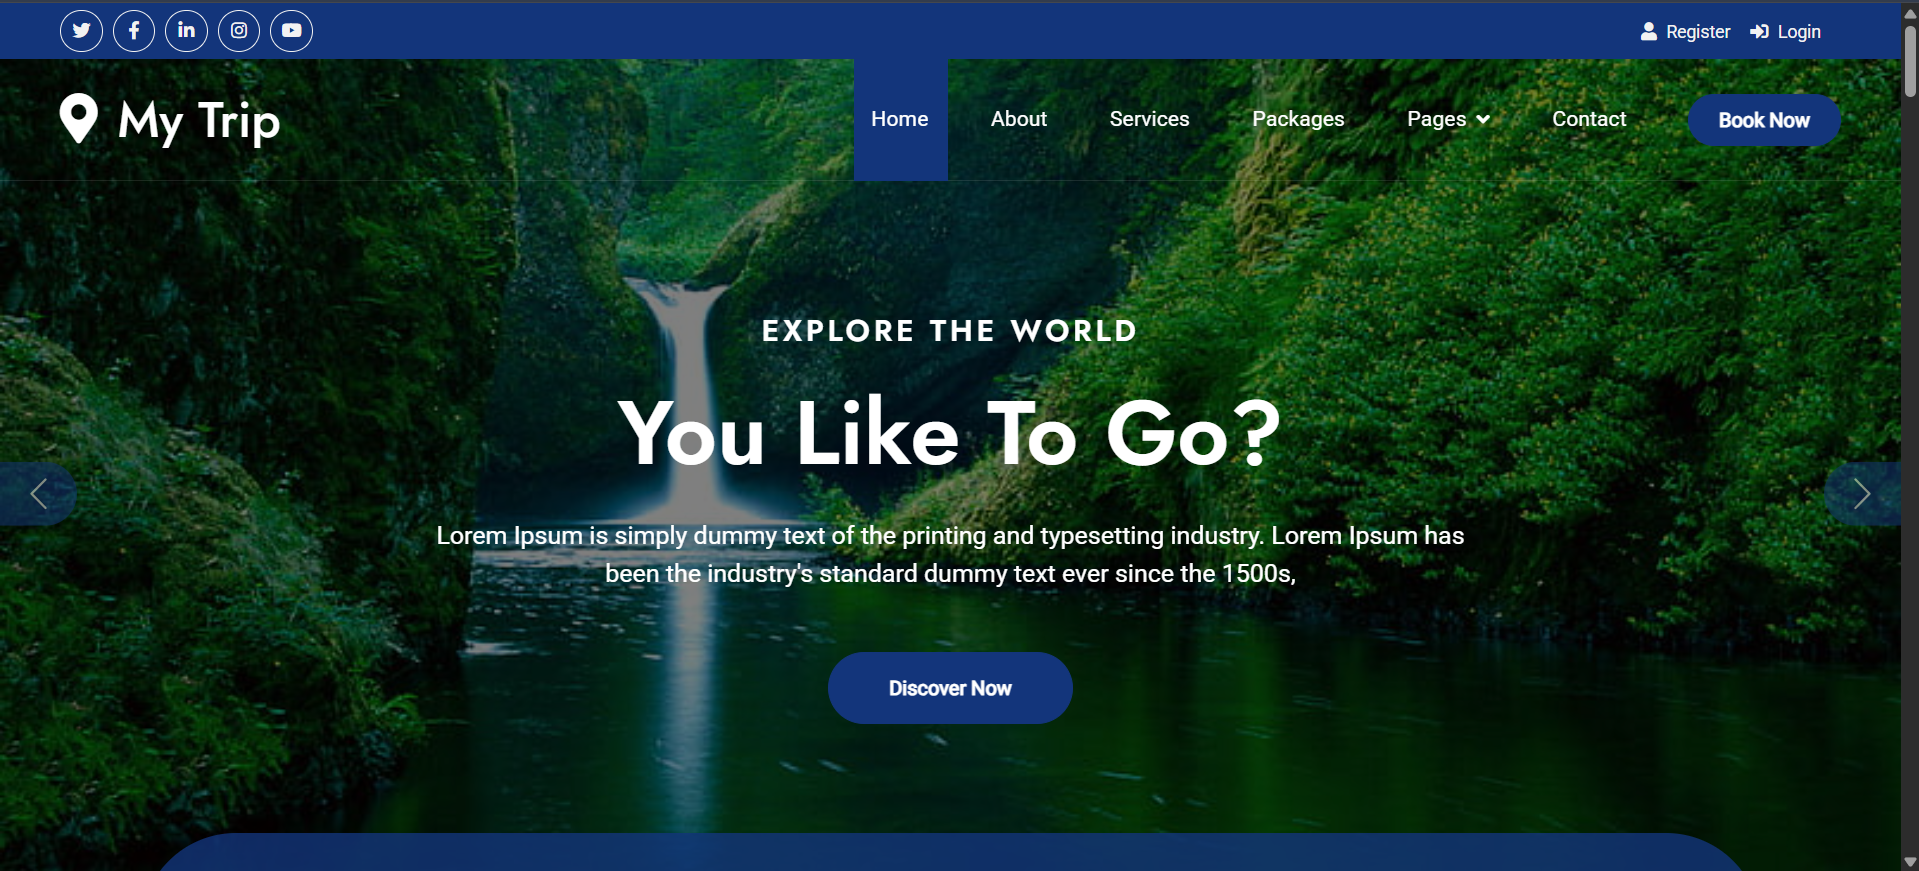 Register Login
My Trip
Home About Services Packages Pages Contact Book Now
EXPLORE THE WORLD
You Like To Go?
Lorem Ipsum is simply dummy text of the printing and typesetting industry. Lorem Ipsum has
been the industry's standard dummy text ever since the 1500s,
Discover Now